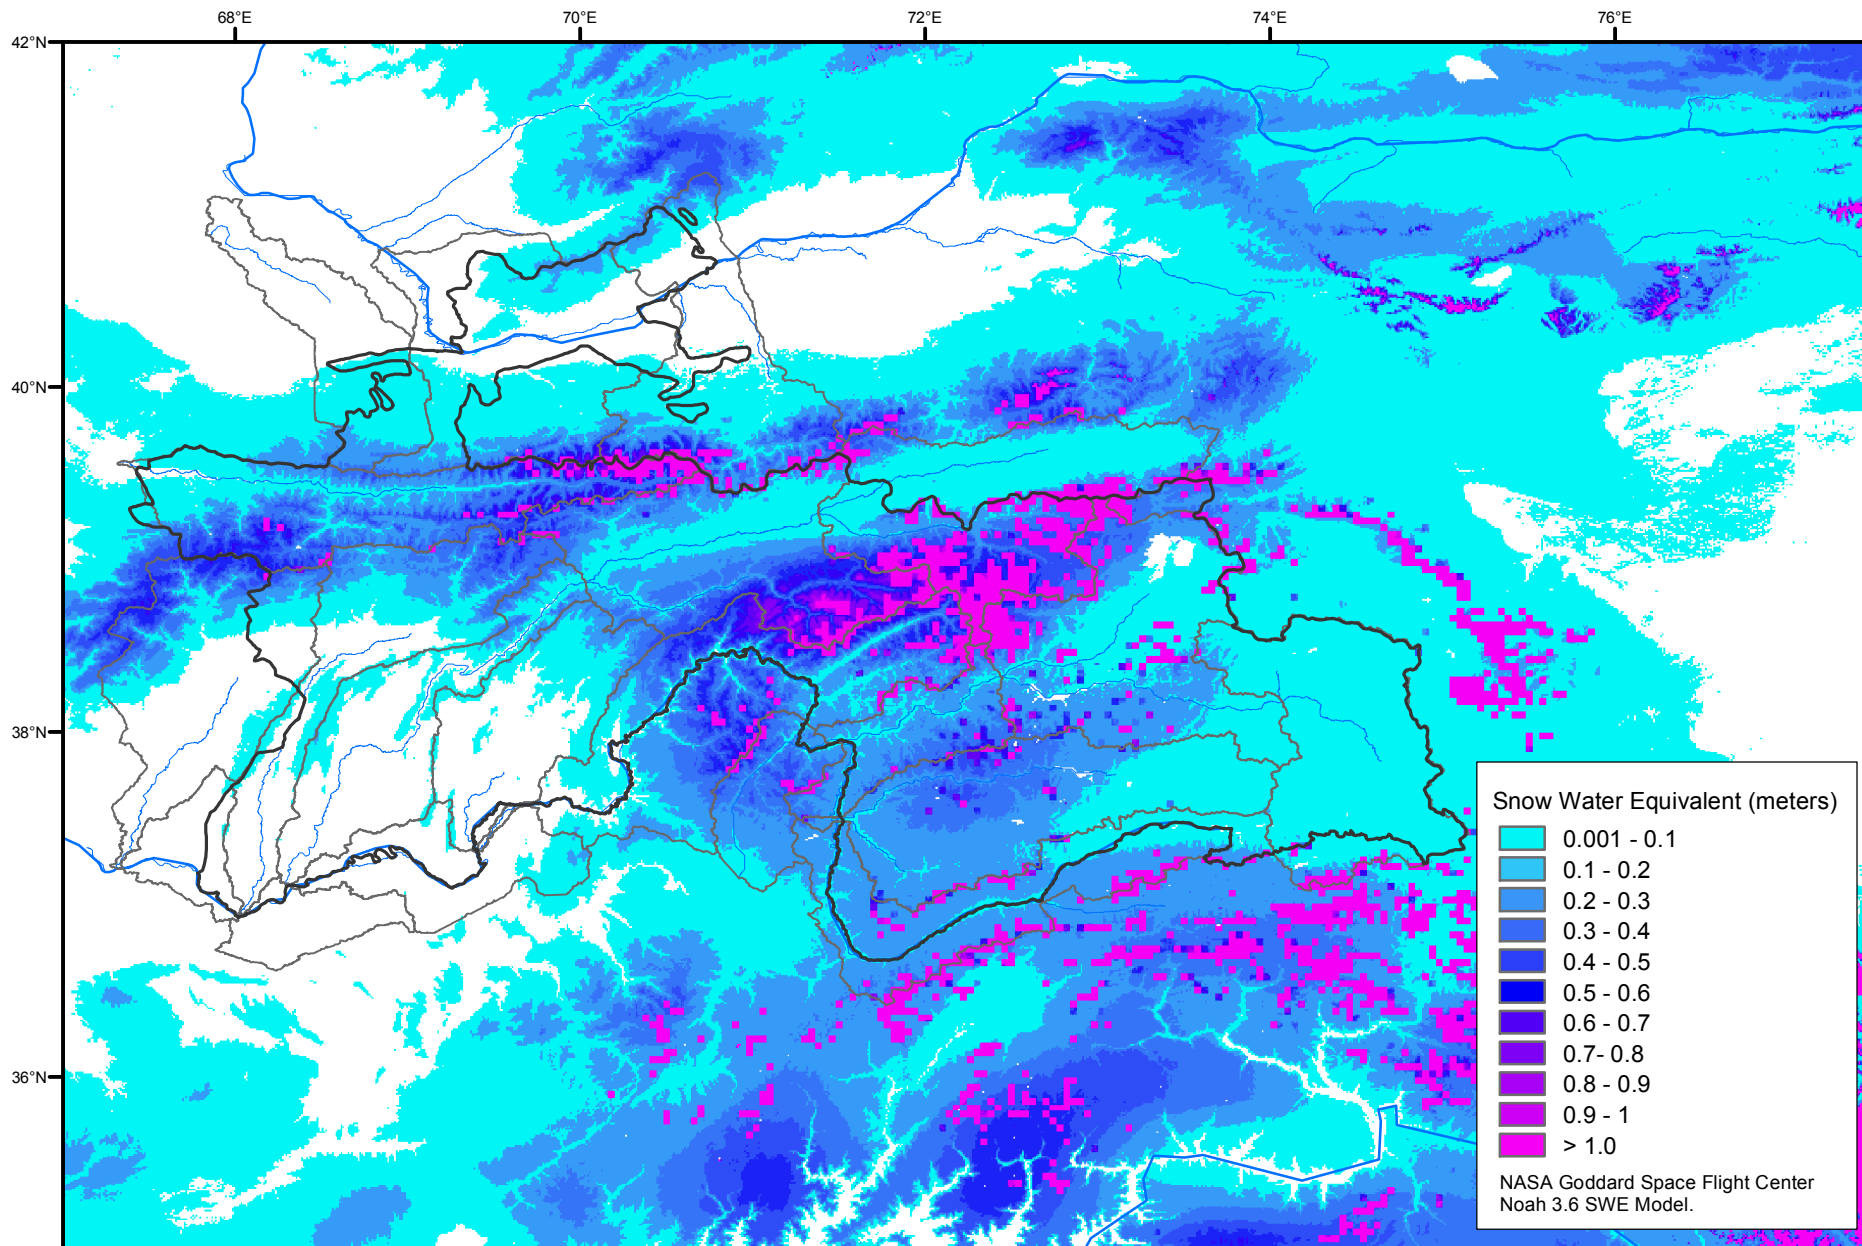 68°E 70°E 72°E 74°E 76°E
42°N
40°N
38°N
36°N
Snow Water Equivalent (meters)
0.001 - 0.1
0.1 - 0.2
0.2 - 0.3
0.3 - 0.4
0.4 - 0.5
0.5 - 0.6
0.6 - 0.7
0.7- 0.8
0.8 - 0.9
0.9 - 1
> 1.0
NASA Goddard Space Flight Center
Noah 3.6 SWE Model.